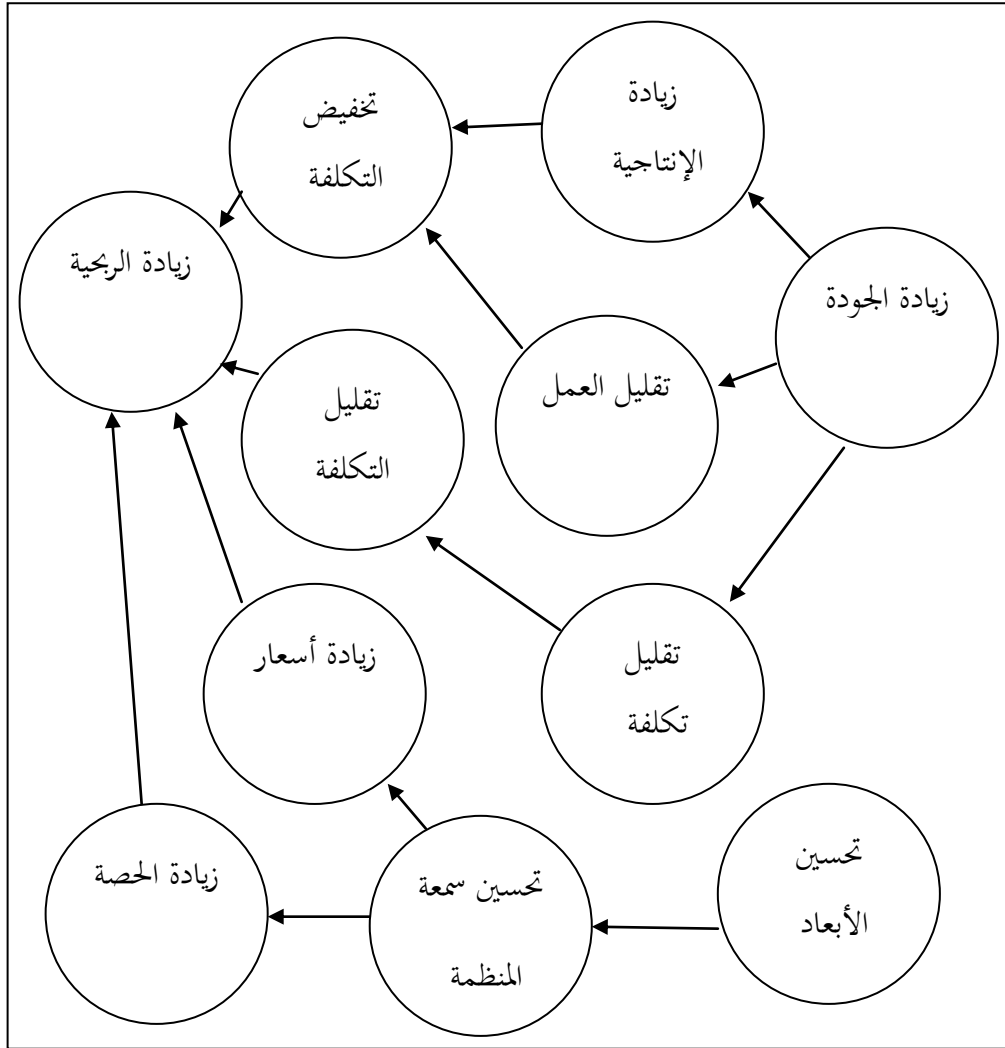 زيادة
الإنتاجية
تخفيض
التكلفة
زيادة الجودة
زيادة الربحية
تقليل العمل
تقليل
التكلفة
تقليل
تكلفة
زيادة أسعار
تحسين
الأبعاد
تحسين سمعة
المنظمة
زيادة الحصة